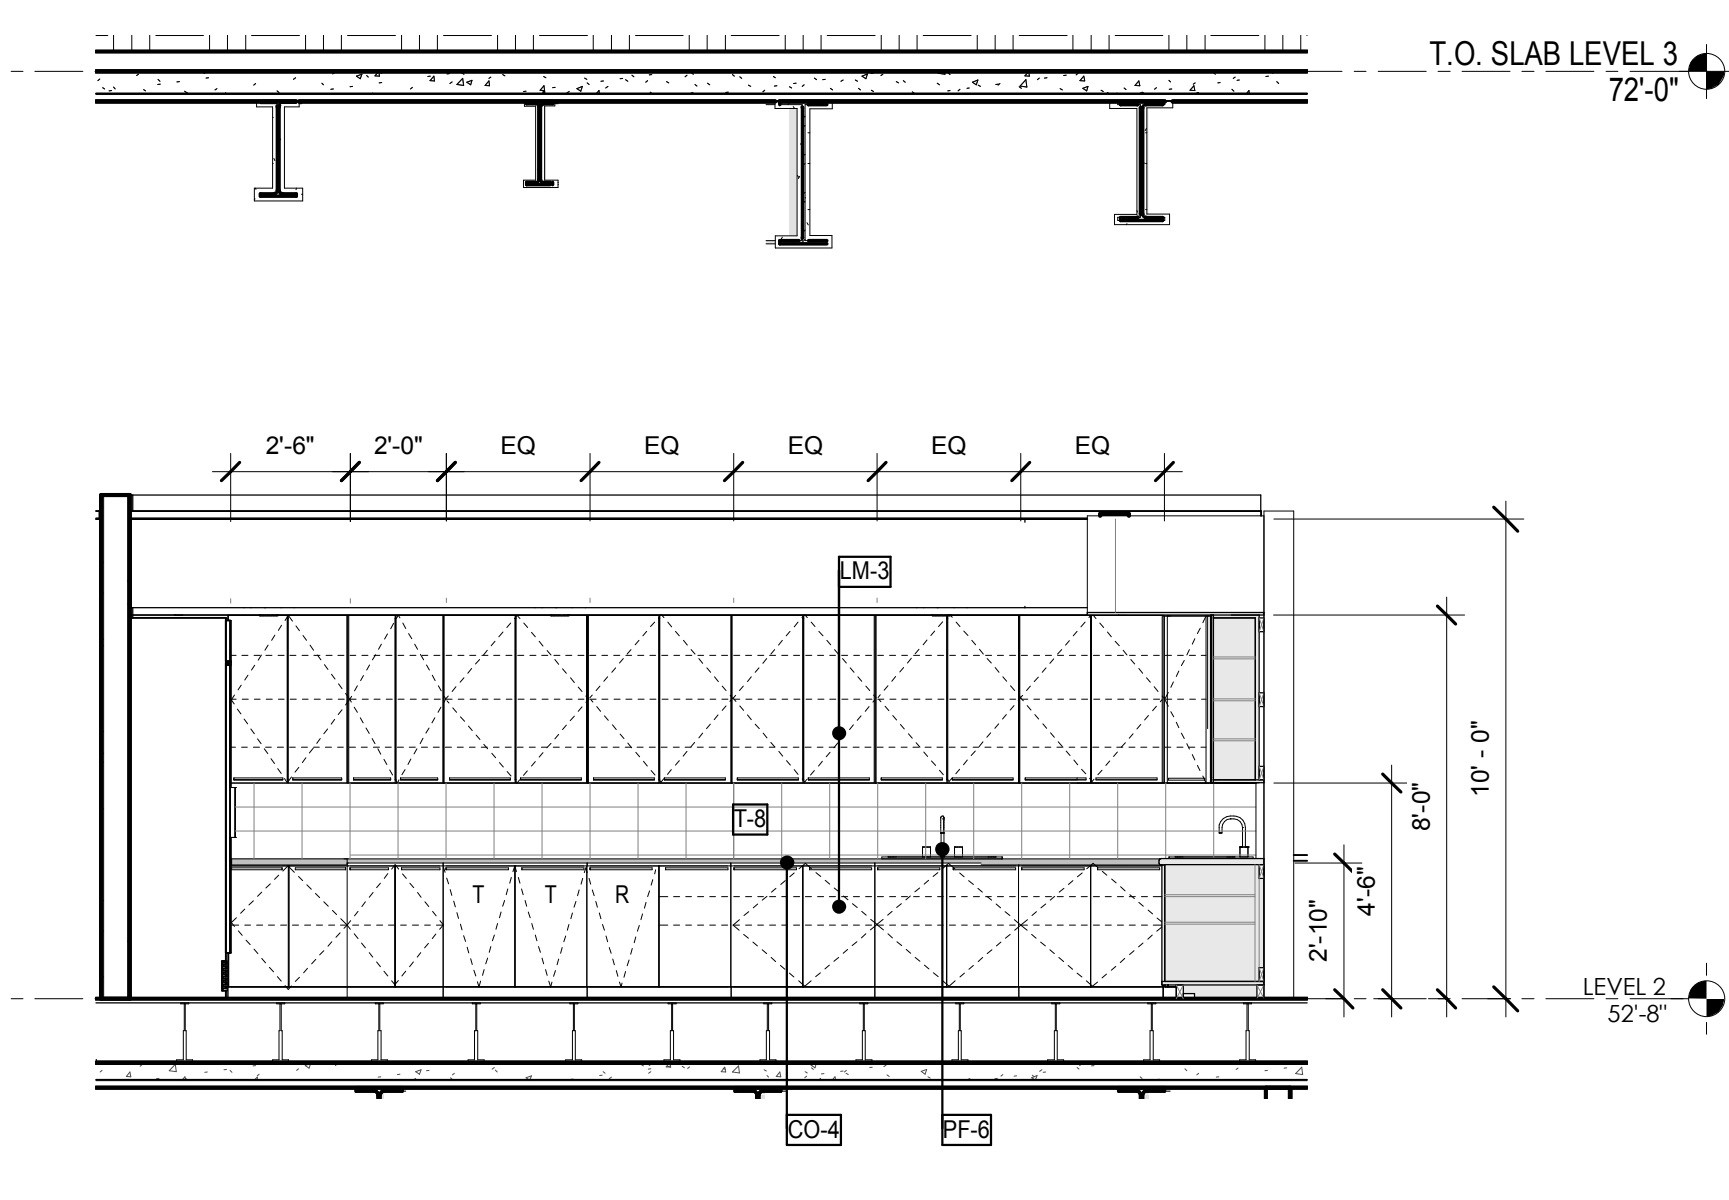 T.O. SLAB LEVEL 3
72'-0"
2'-6"
2'-0"
EQ
EQ
EQ
EQ
EQ
LM-3
T-8
T
T
R
2'-10"
4'-6"
8'-0"
10' - 0"
LEVEL 2
52'-8"
CO-4
PF-6